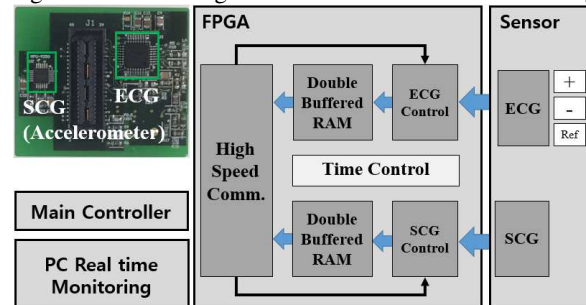 FPGA
Sensor
J1
SCG
(Accelerometer)
ECG
High
Speed
Comm.
Double
Buffered
RAM
ECG
Control
Time Control
Double
Buffered
RAM
SCG
Control
ECG
+
-
Ref
SCG
Main Controller
PC Real time
Monitoring